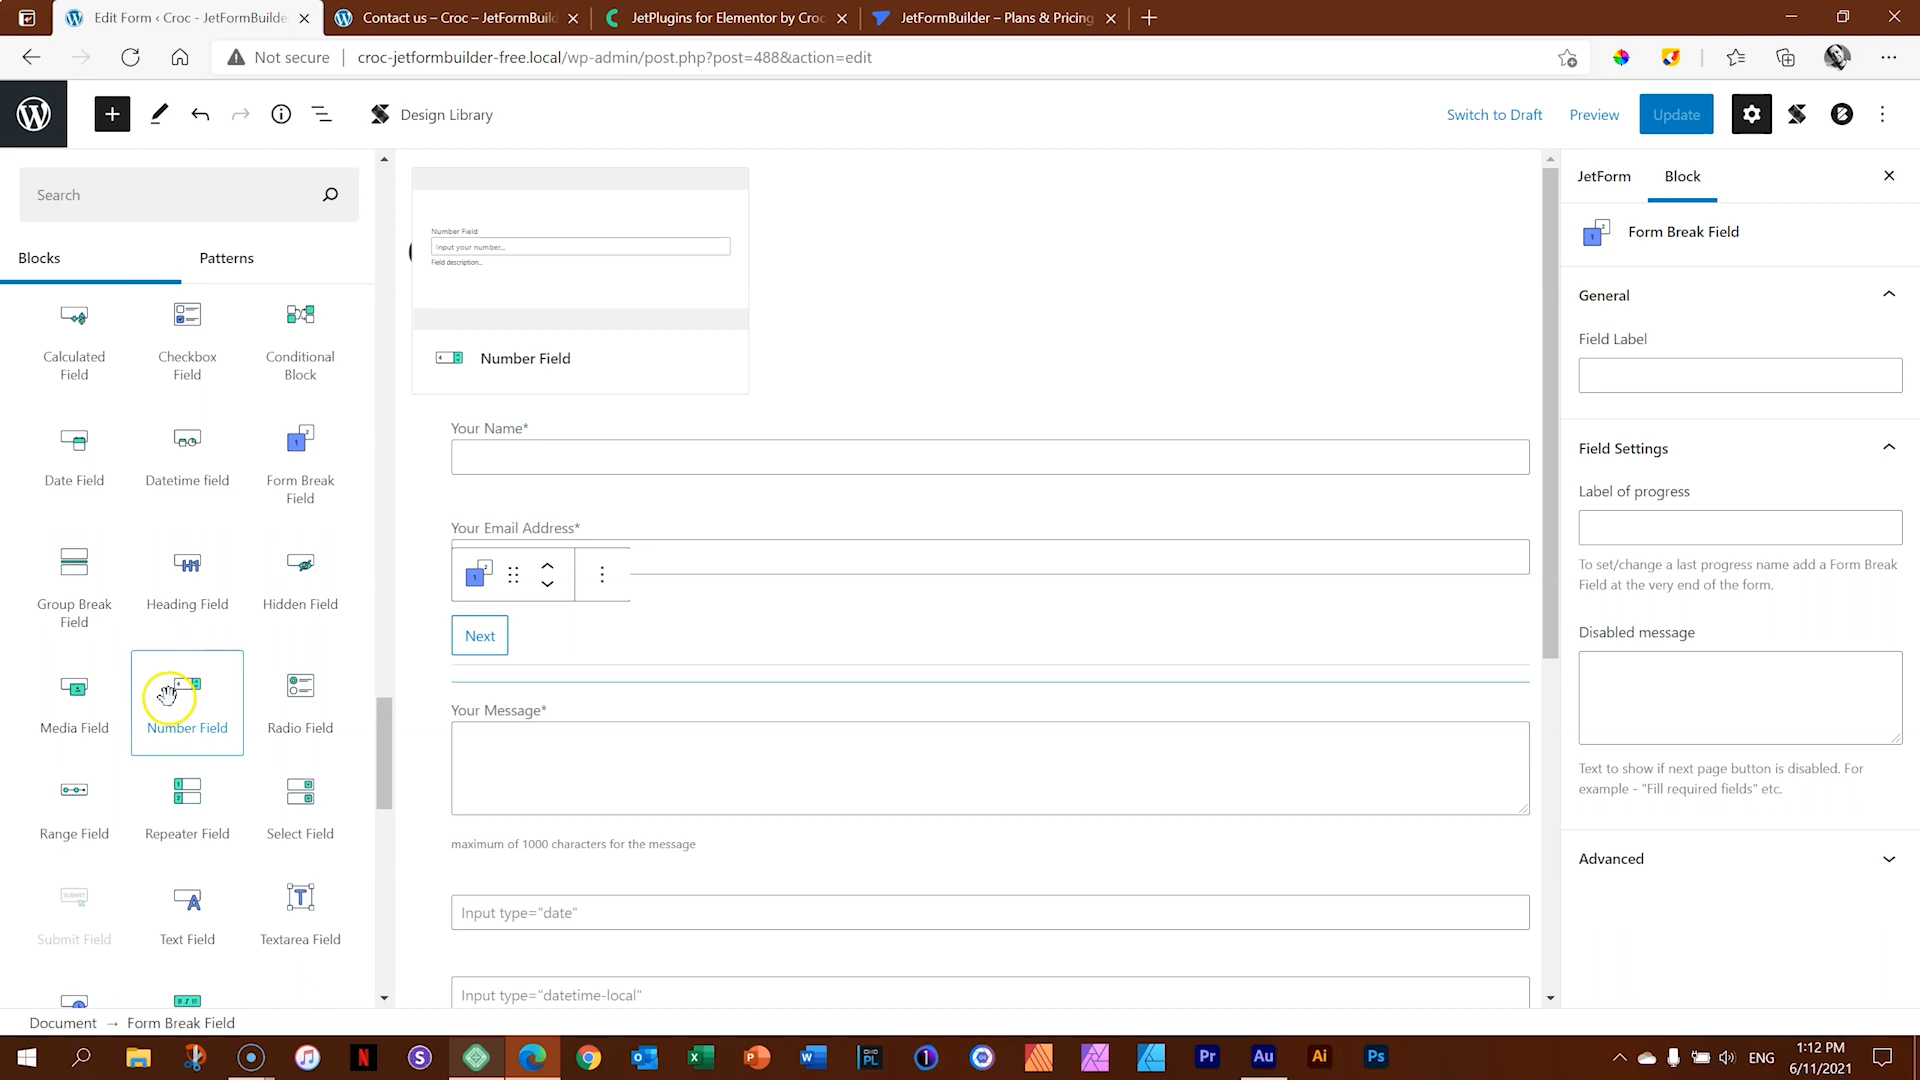 Edit Form ‹ Croc - JetFormBuilde
Contact us – Croc – JetFormBuild
JetPlugins for Elementor by Croc
JetFormBuilder – Plans & Pricing
Not secure
croc-jetformbuilder-free.local/wp-admin/post.php?post=488&action=edit
Design Library
Switch to Draft
Preview
Update
Search
Blocks
Patterns
Calculated
Field
Checkbox
Field
Conditional
Block
Date Field
Datetime field
Form Break
Field
Group Break
Field
Heading Field
Hidden Field
Media Field
Number Field
Radio Field
Range Field
Repeater Field
Select Field
Submit Field
Text Field
Textarea Field
Number Field
Input your number...
Field description...
Number Field
Your Name*
Your Email Address*
Next
Your Message*
maximum of 1000 characters for the message
Input type="date"
Input type="datetime-local"
JetForm
Block
Form Break Field
General
Field Label
Field Settings
Label of progress
To set/change a last progress name add a Form Break
Field at the very end of the form.
Disabled message
Text to show if next page button is disabled. For
example - "Fill required fields" etc.
Advanced
Document → Form Break Field
ENG
1:12 PM
6/11/2021